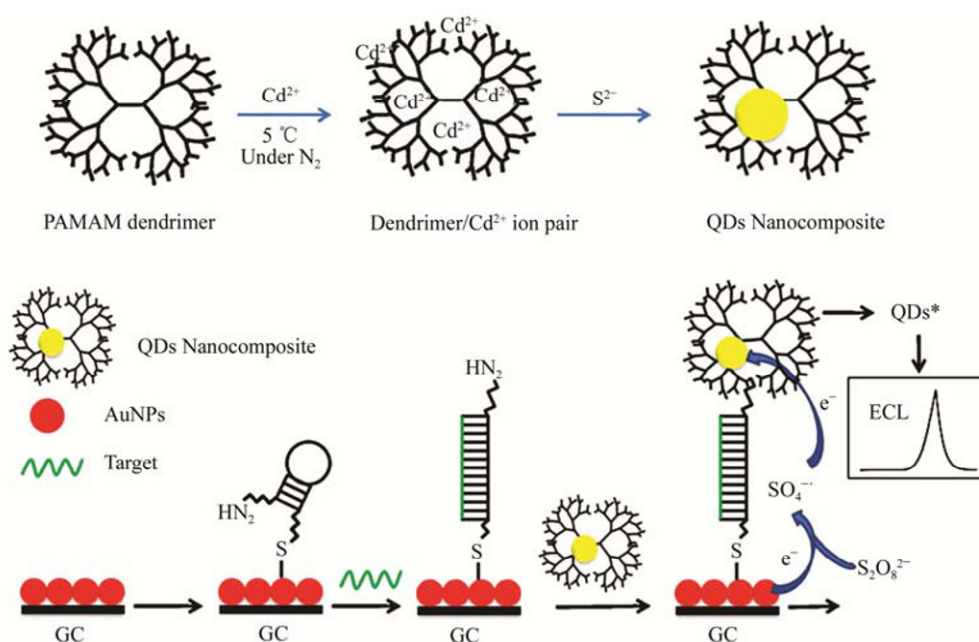 Cd²⁺
Cd²⁺
Cd²⁺
Cd²⁺
Cd²⁺
Cd²⁺
S²⁻
5 ℃
Under N₂
PAMAM dendrimer
Dendrimer/Cd²⁺ ion pair
QDs Nanocomposite
QDs Nanocomposite
AuNPs
Target
HN₂
S
GC
GC
HN₂
S
GC
QDs*
ECL
e⁻
SO₄⁻·
S
e⁻
S₂O₈²⁻
GC